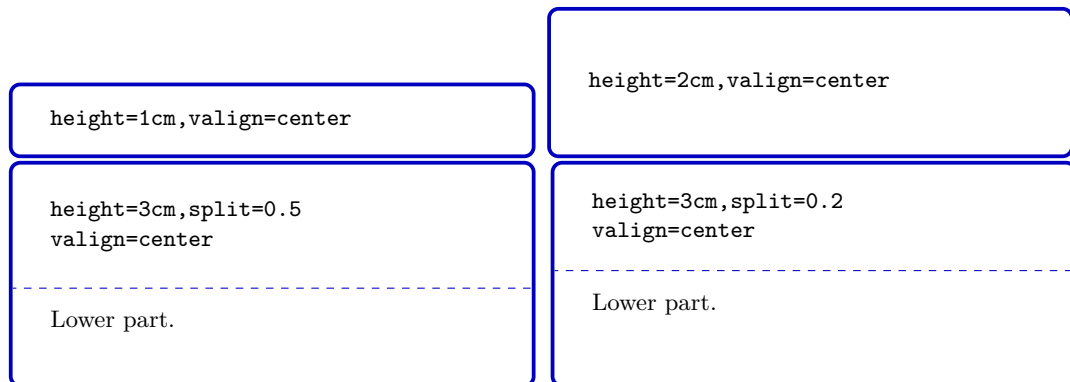 height=1cm,valign=center
height=2cm,valign=center
height=3cm,split=0.5
valign=center
Lower part.
height=3cm,split=0.2
valign=center
Lower part.